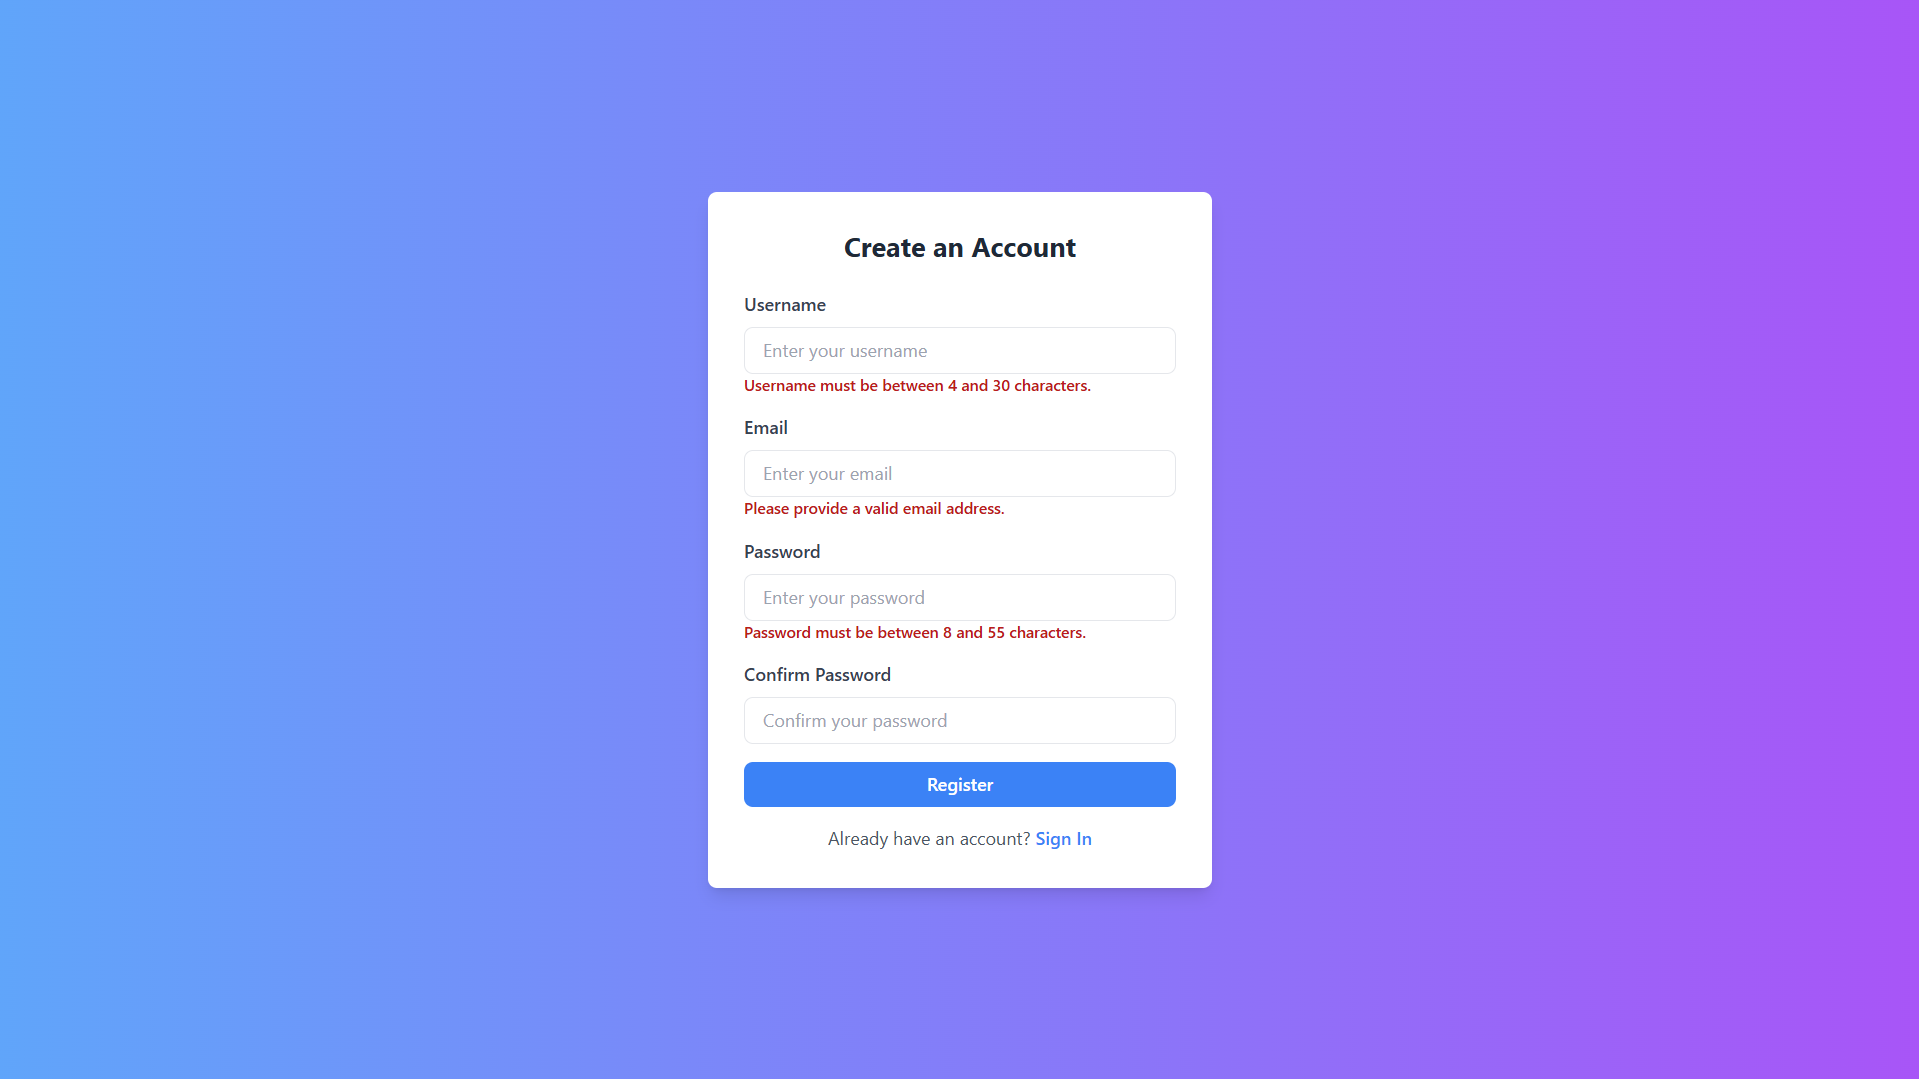 Create an Account
Username
Enter your username
Username must be between 4 and 30 characters.
Email
Enter your email
Please provide a valid email address.
Password
Enter your password
Password must be between 8 and 55 characters.
Confirm Password
Confirm your password
Register
Already have an account? Sign In